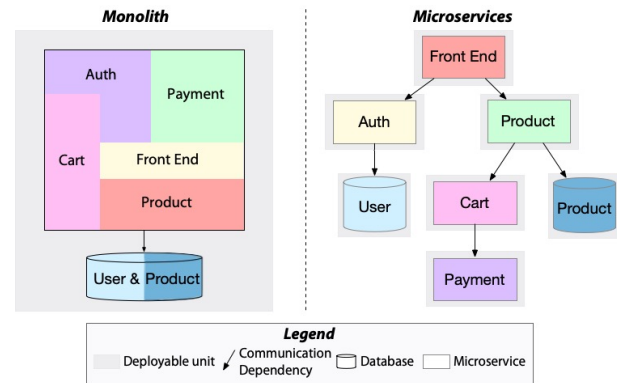 Monolith
Auth
Payment
Cart
Front End
Product
User & Product
Microservices
Front End
Auth
Product
User
Cart
Product
Payment
Legend
Deployable unit
Communication
Dependency
Database
Microservice